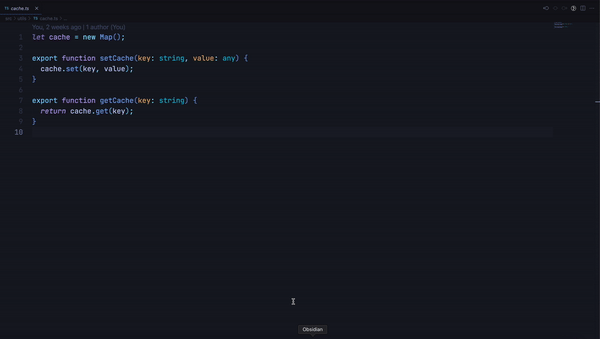 TS cache.ts ×
src > utils > TS cache.ts > ...
You, 2 weeks ago | 1 author (You)
1 let cache = new Map();
2
3 export function setCache(key: string, value: any) {
4 cache.set(key, value);
5 }
6
7 export function getCache(key: string) {
8 return cache.get(key);
9 }
10
Obsidian